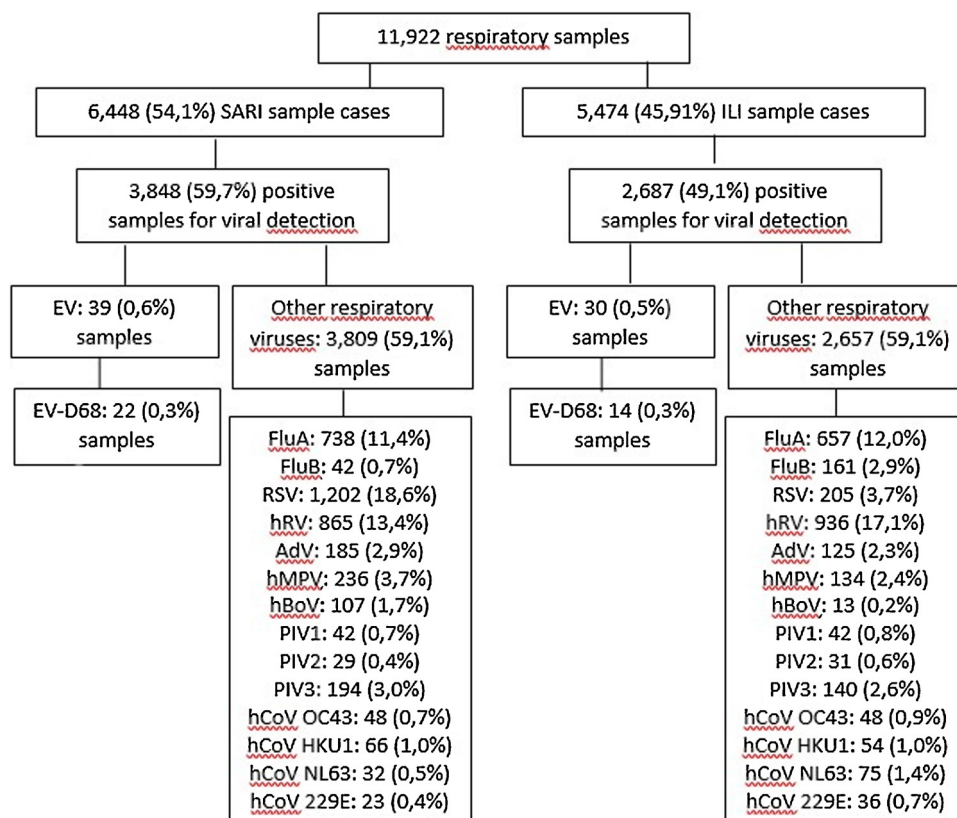 11,922 respiratory samples
6,448 (54,1%) SARI sample cases
5,474 (45,91%) ILI sample cases
3,848 (59,7%) positive
samples for viral detection
2,687 (49,1%) positive
samples for viral detection
EV: 39 (0,6%)
samples
Other respiratory
viruses: 3,809 (59,1%)
samples
EV: 30 (0,5%)
samples
Other respiratory
viruses: 2,657 (59,1%)
samples
EV-D68: 22 (0,3%)
samples
EV-D68: 14 (0,3%)
samples
FluA: 738 (11,4%)
FluB: 42 (0,7%)
RSV: 1,202 (18,6%)
hRV: 865 (13,4%)
AdV: 185 (2,9%)
hMPV: 236 (3,7%)
hBoV: 107 (1,7%)
PIV1: 42 (0,7%)
PIV2: 29 (0,4%)
PIV3: 194 (3,0%)
hCoV OC43: 48 (0,7%)
hCoV HKU1: 66 (1,0%)
hCoV NL63: 32 (0,5%)
hCoV 229E: 23 (0,4%)
FluA: 657 (12,0%)
FluB: 161 (2,9%)
RSV: 205 (3,7%)
hRV: 936 (17,1%)
AdV: 125 (2,3%)
hMPV: 134 (2,4%)
hBoV: 13 (0,2%)
PIV1: 42 (0,8%)
PIV2: 31 (0,6%)
PIV3: 140 (2,6%)
hCoV OC43: 48 (0,9%)
hCoV HKU1: 54 (1,0%)
hCoV NL63: 75 (1,4%)
hCoV 229E: 36 (0,7%)